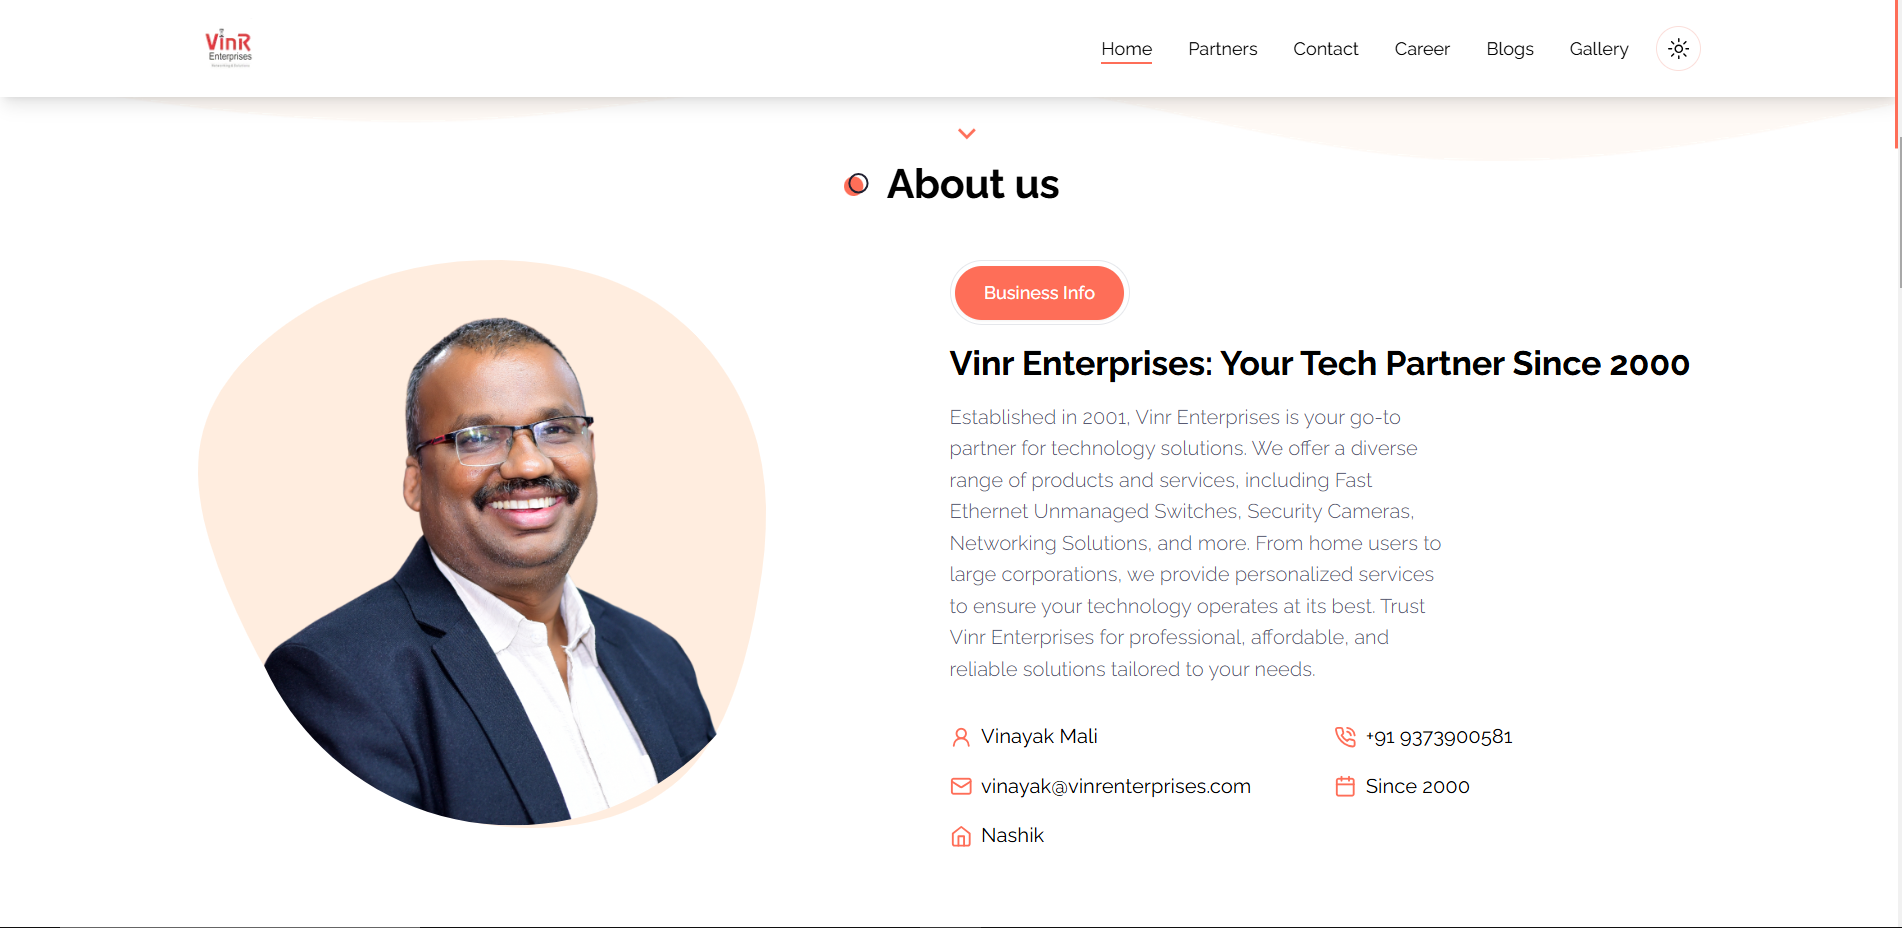 VinR
Enterprises
Home Partners Contact Career Blogs Gallery
About us
Business Info
Vinr Enterprises: Your Tech Partner Since 2000
Established in 2001, Vinr Enterprises is your go-to
partner for technology solutions. We offer a diverse
range of products and services, including Fast
Ethernet Unmanaged Switches, Security Cameras,
Networking Solutions, and more. From home users to
large corporations, we provide personalized services
to ensure your technology operates at its best. Trust
Vinr Enterprises for professional, affordable, and
reliable solutions tailored to your needs.
Vinayak Mali
+91 9373900581
vinayak@vinrenterprises.com
Since 2000
Nashik